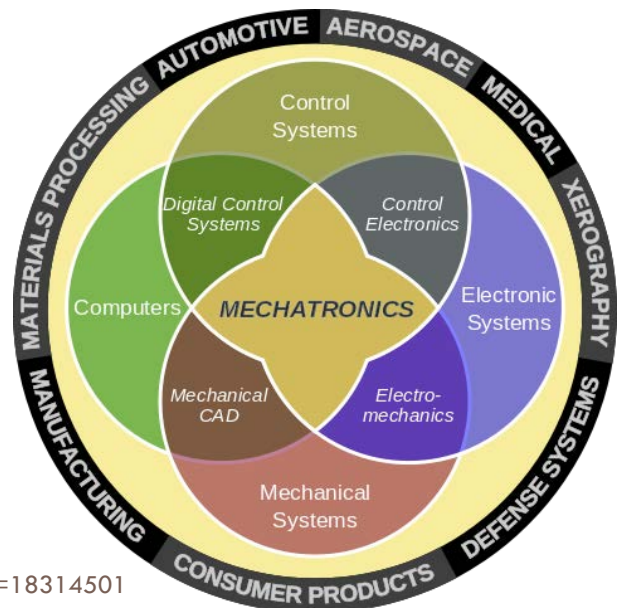 AUTOMOTIVE
AEROSPACE
MEDICAL
XEROGRAPHY
DEFENSE SYSTEMS
CONSUMER PRODUCTS
MANUFACTURING
MATERIALS PROCESSING
Control
Systems
Digital Control
Systems
Control
Electronics
Computers
MECHATRONICS
Electronic
Systems
Mechanical
CAD
Electro-
mechanics
Mechanical
Systems
=18314501